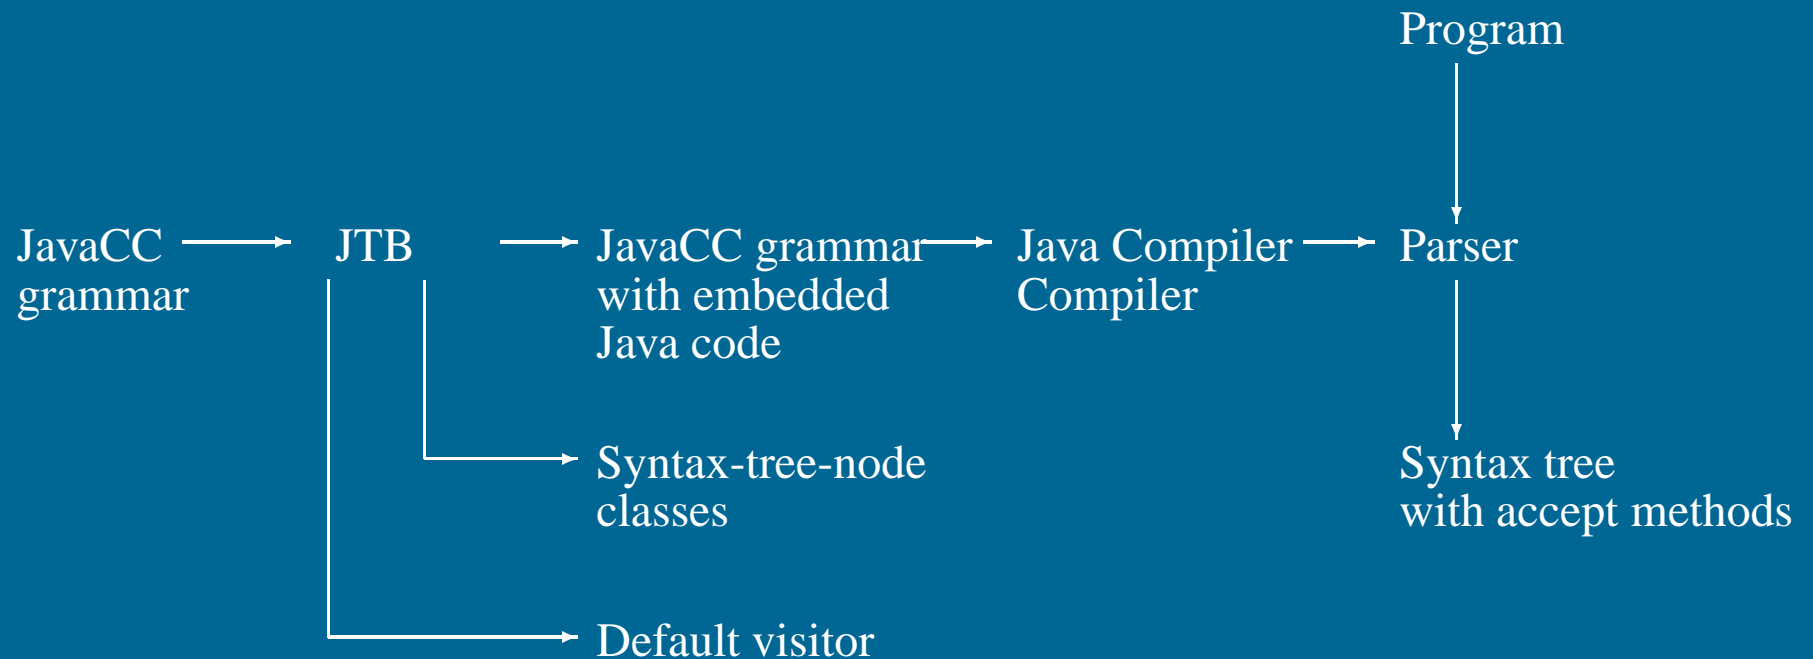 Program
JavaCC
grammar
JTB
JavaCC grammar
with embedded
Java code
Java Compiler
Compiler
Parser
Syntax-tree-node
classes
Syntax tree
with accept methods
Default visitor